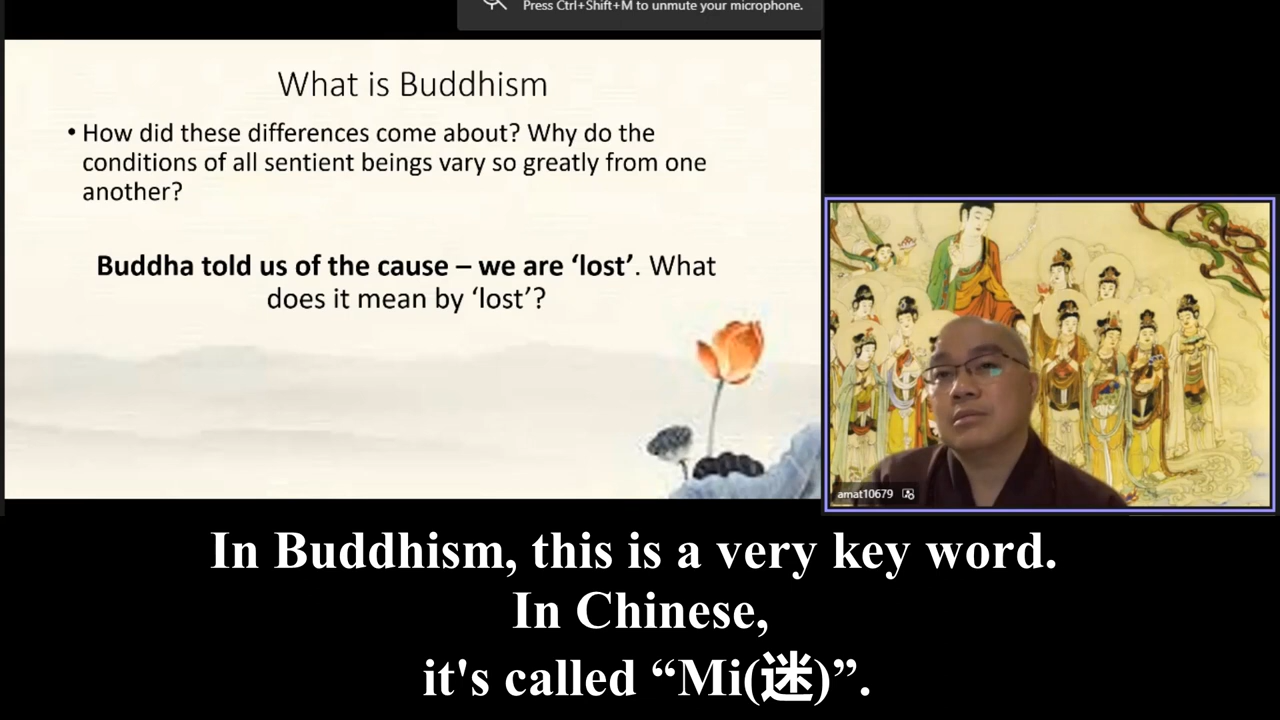 Press Ctrl+Shift+M to unmute your microphone.
What is Buddhism
• How did these differences come about? Why do the
conditions of all sentient beings vary so greatly from one
another?
Buddha told us of the cause – we are ‘lost’. What
does it mean by ‘lost’?
amat10679
In Buddhism, this is a very key word.
In Chinese,
it's called “Mi(迷)”.